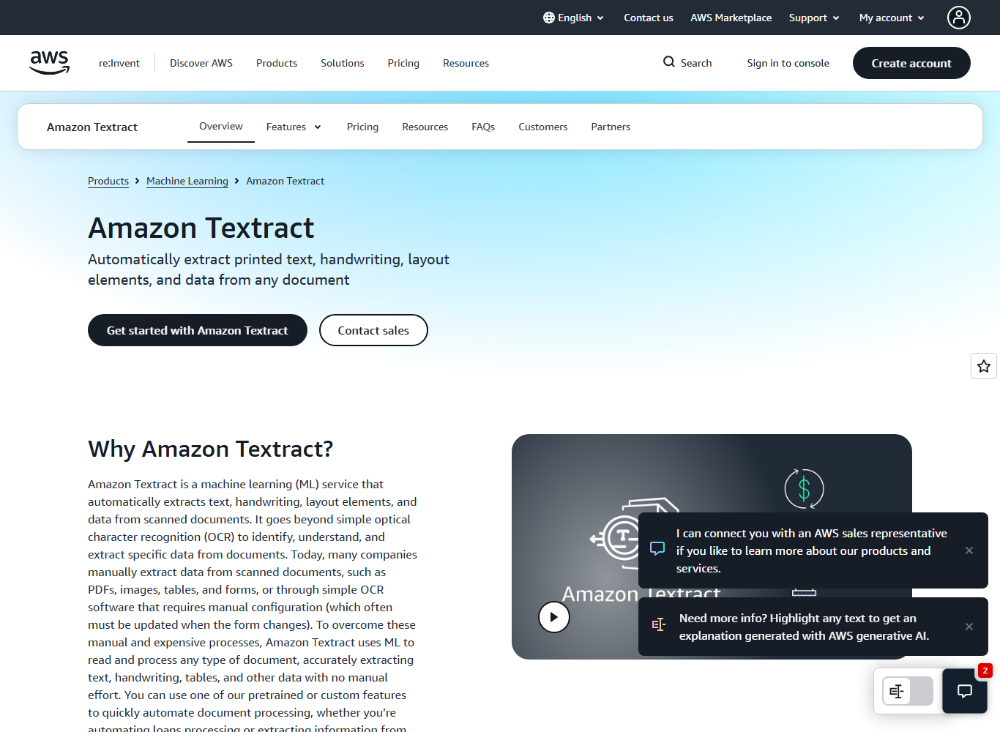 English
Contact us
AWS Marketplace
Support
My account
aws
re:Invent
Discover AWS
Products
Solutions
Pricing
Resources
Search
Sign in to console
Create account
Amazon Textract
Overview
Features
Pricing
Resources
FAQs
Customers
Partners
Products
Machine Learning
Amazon Textract
Amazon Textract
Automatically extract printed text, handwriting, layout
elements, and data from any document
Get started with Amazon Textract
Contact sales
Why Amazon Textract?
Amazon Textract is a machine learning (ML) service that
automatically extracts text, handwriting, layout elements, and
data from scanned documents. It goes beyond simple optical
character recognition (OCR) to identify, understand, and
extract specific data from documents. Today, many companies
manually extract data from scanned documents, such as
PDFs, images, tables, and forms, or through simple OCR
software that requires manual configuration (which often
must be updated when the form changes). To overcome these
manual and expensive processes, Amazon Textract uses ML to
read and process any type of document, accurately extracting
text, handwriting, tables, and other data with no manual
effort. You can use one of our pretrained or custom features
to quickly automate document processing, whether you're
automating loans processing or extracting information from
T
$
Amazon Textract
I can connect you with an AWS sales representative
if you like to learn more about our products and
services.
Need more info? Highlight any text to get an
explanation generated with AWS generative AI.
2